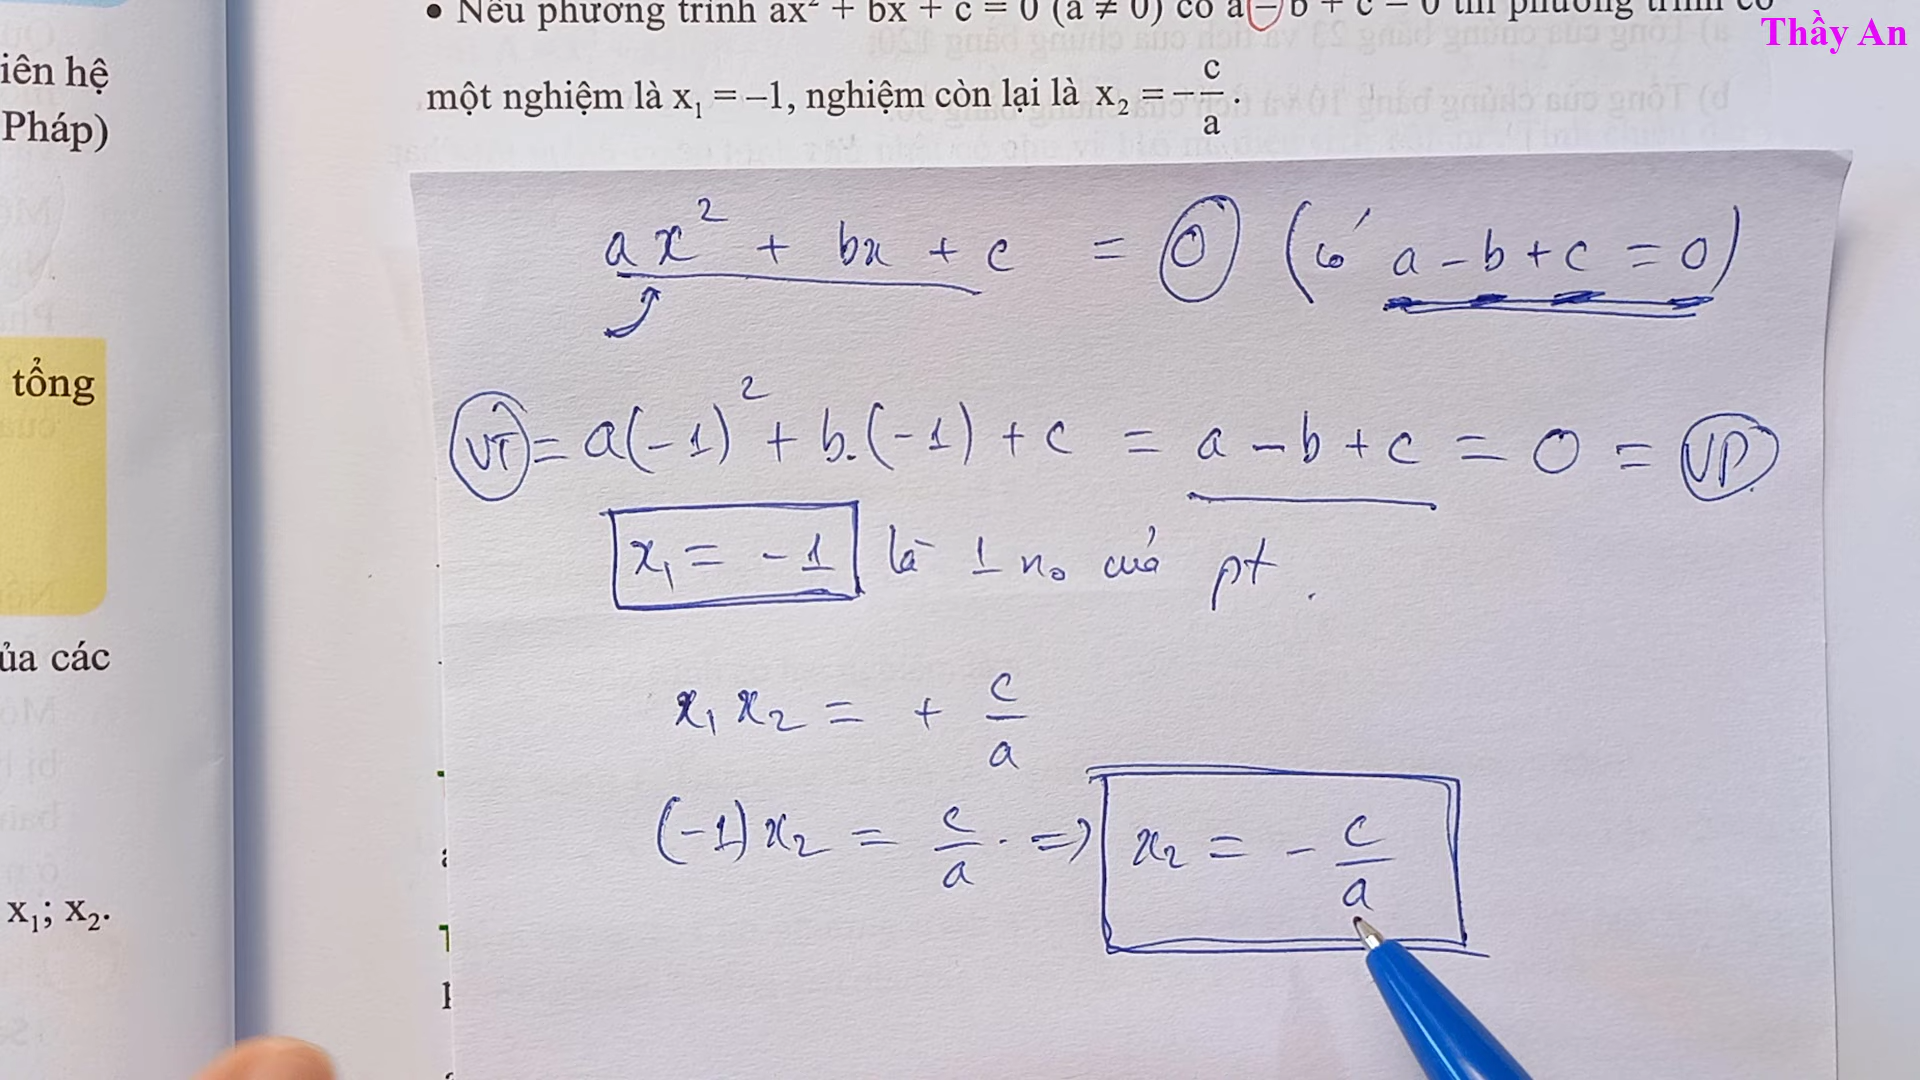 • Nếu phương trình ax² + bx + c = 0 (a ≠ 0) có a − b + c = 0 thì phương trình có
Thầy An
một nghiệm là x₁ = –1, nghiệm còn lại là x₂ = −c/a.
iên hệ
Pháp)
tổng
ủa các
x₁; x₂.
ax² + bx + c = 0 (có a − b + c = 0)
VT = a(−1)² + b.(−1) + c = a − b + c = 0 = VP
x₁ = −1 là 1 no của pt.
x₁x₂ = + c/a
(−1)x₂ = c/a . ⇒ x₂ = − c/a